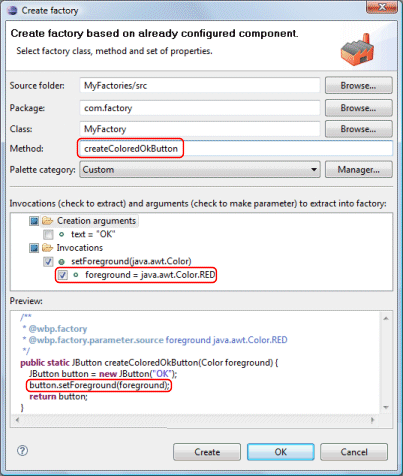 Create factory
Create factory based on already configured component.
Select factory class, method and set of properties.
Source folder: MyFactories/src Browse...
Package: com.factory Browse...
Class: MyFactory Browse...
Method: createColoredOkButton
Palette category: Custom Manager...
Invocations (check to extract) and arguments (check to make parameter) to extract into factory:
Creation arguments
text = "OK"
Invocations
setForeground(java.awt.Color)
foreground = java.awt.Color.RED
Preview:
/**
* @wbp.factory
* @wbp.factory.parameter.source foreground java.awt.Color.RED
*/
public static JButton createColoredOkButton(Color foreground) {
JButton button = new JButton("OK");
button.setForeground(foreground);
return button;
}
? Create OK Cancel